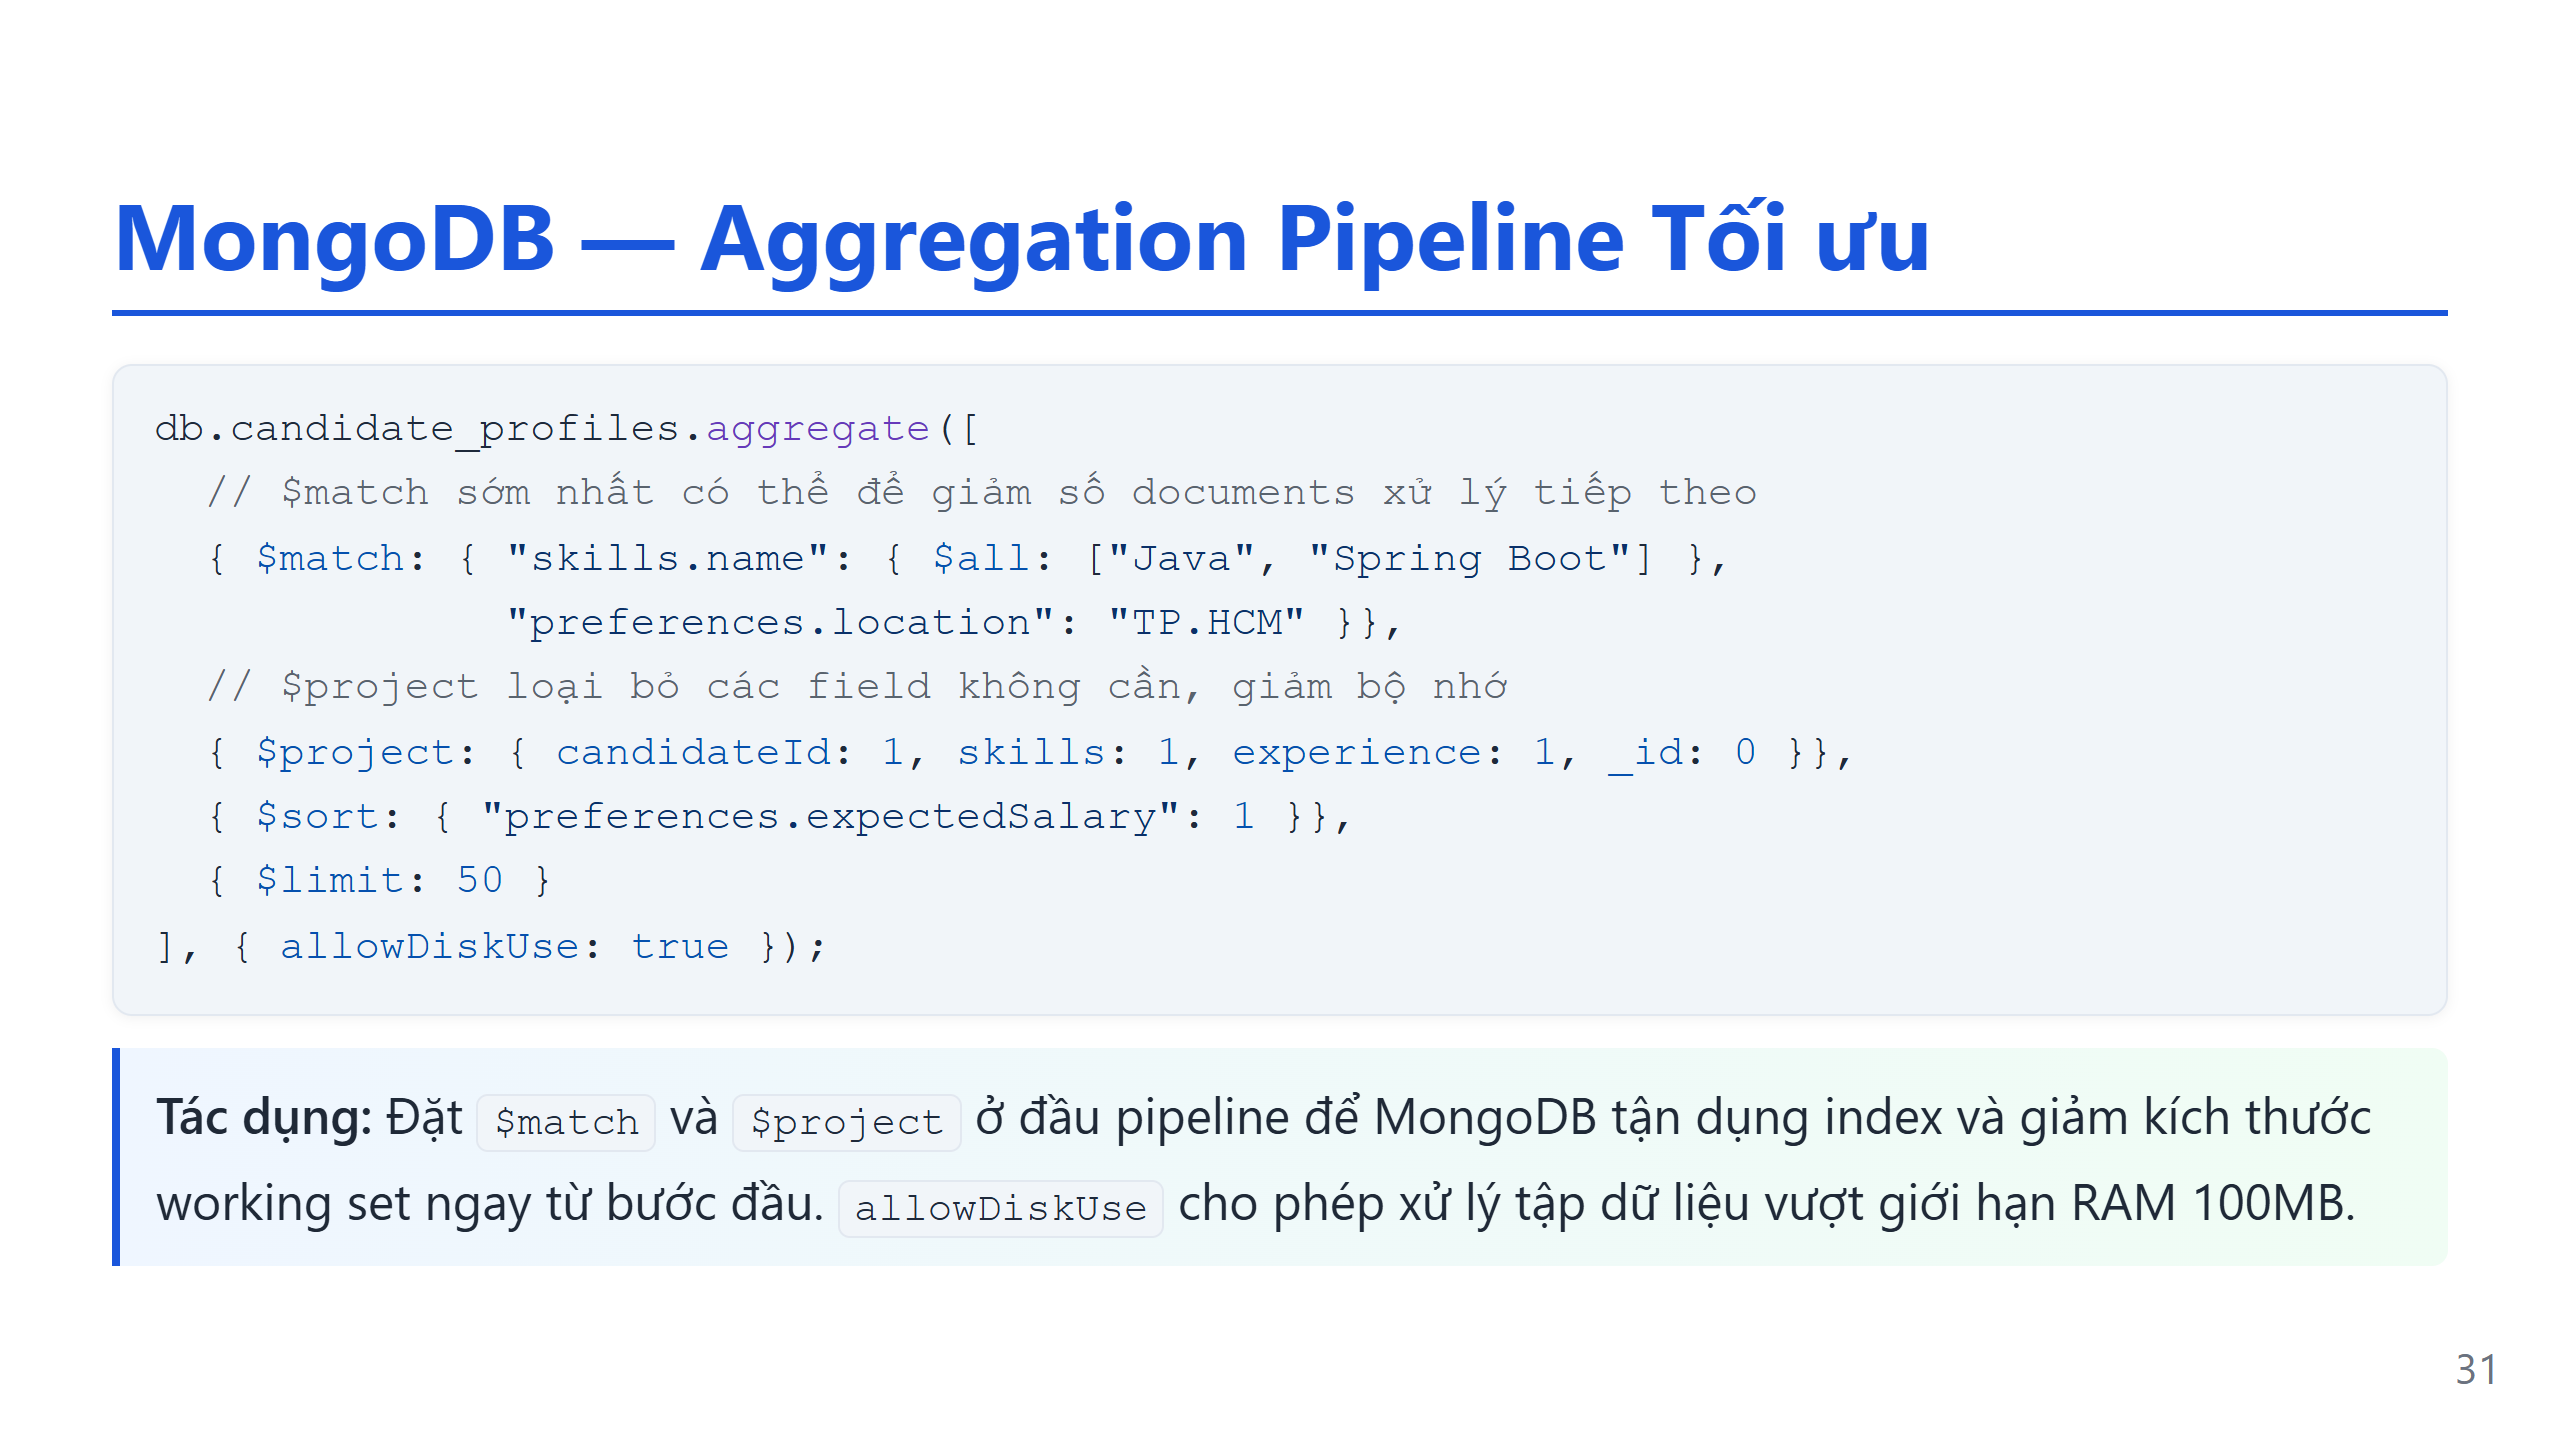 MongoDB — Aggregation Pipeline Tối ưu
db.candidate_profiles.aggregate([
  // $match sớm nhất có thể để giảm số documents xử lý tiếp theo
  { $match: { "skills.name": { $all: ["Java", "Spring Boot"] },
              "preferences.location": "TP.HCM" }},
  // $project loại bỏ các field không cần, giảm bộ nhớ
  { $project: { candidateId: 1, skills: 1, experience: 1, _id: 0 }},
  { $sort: { "preferences.expectedSalary": 1 }},
  { $limit: 50 }
], { allowDiskUse: true });
Tác dụng: Đặt $match và $project ở đầu pipeline để MongoDB tận dụng index và giảm kích thước
working set ngay từ bước đầu. allowDiskUse cho phép xử lý tập dữ liệu vượt giới hạn RAM 100MB.
31